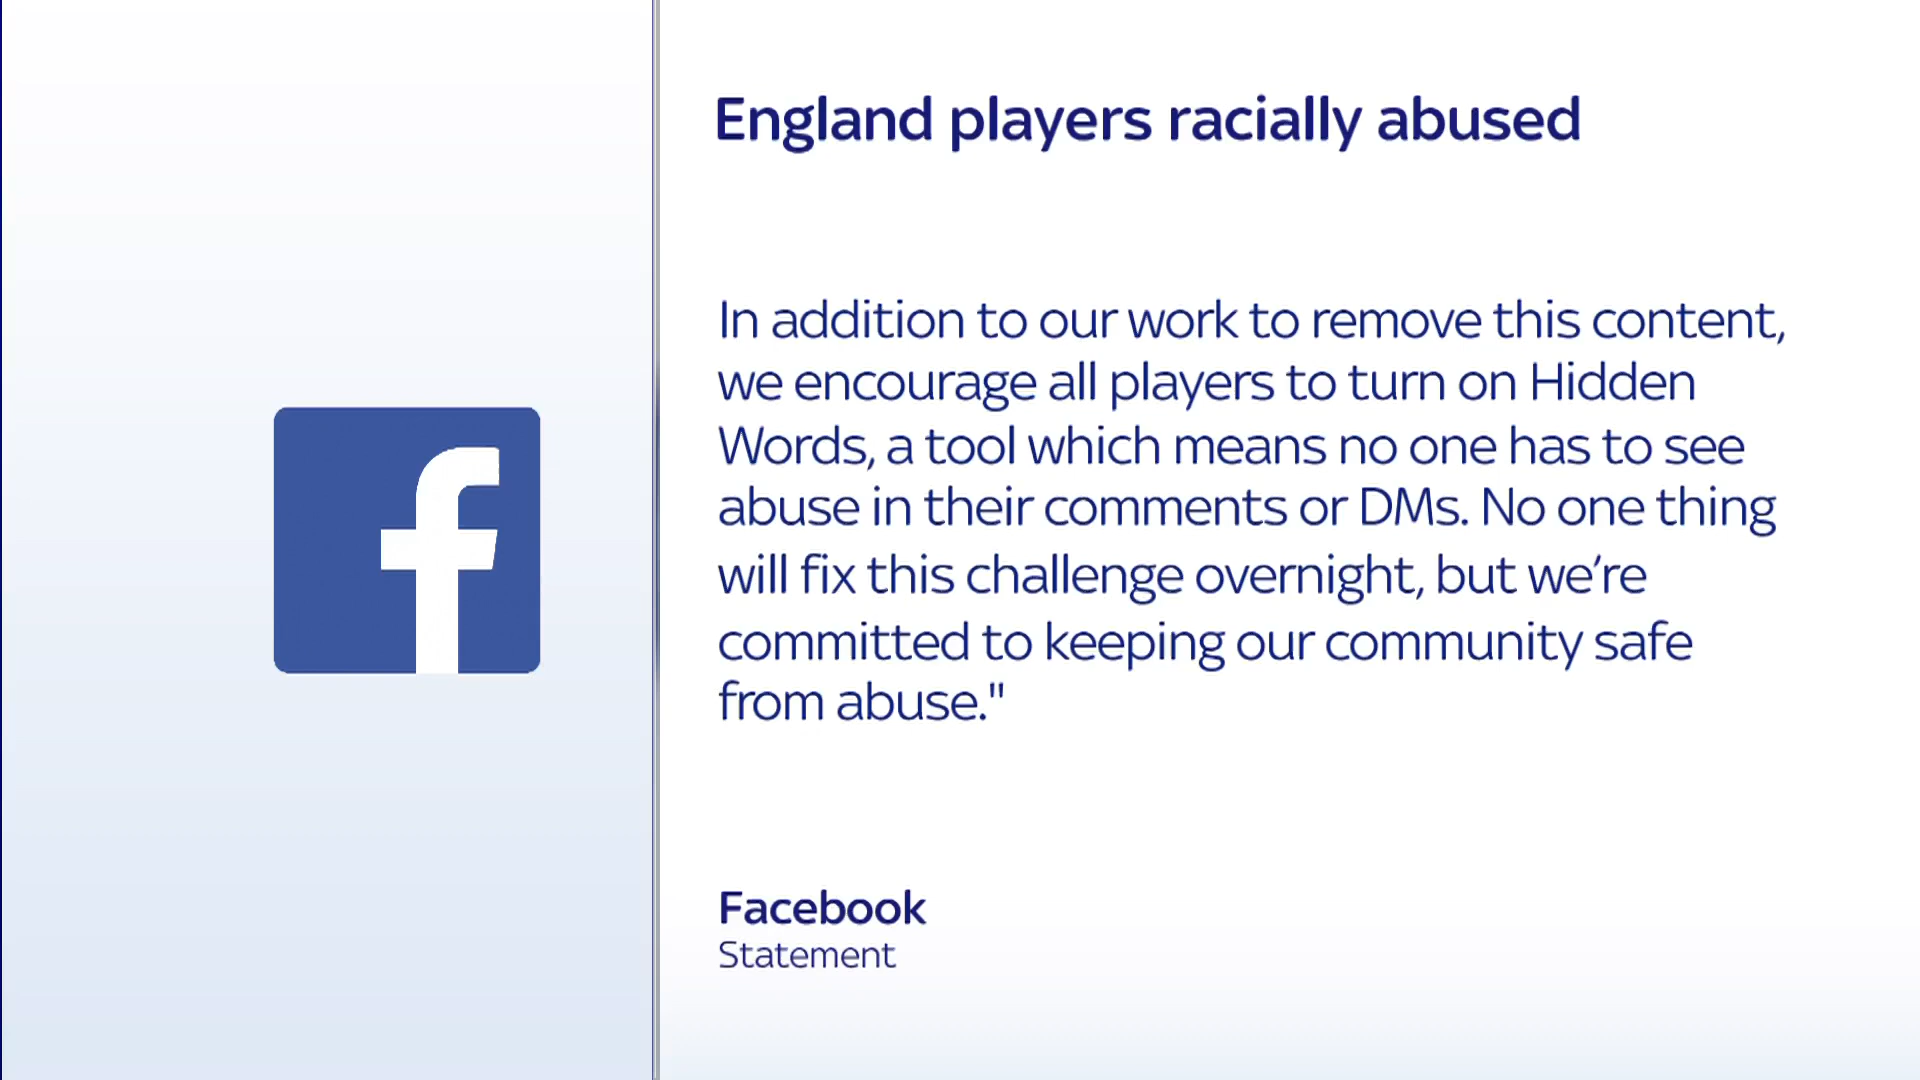 England players racially abused
In addition to our work to remove this content,
we encourage all players to turn on Hidden
Words, a tool which means no one has to see
abuse in their comments or DMs. No one thing
will fix this challenge overnight, but we’re
committed to keeping our community safe
from abuse."
Facebook
Statement